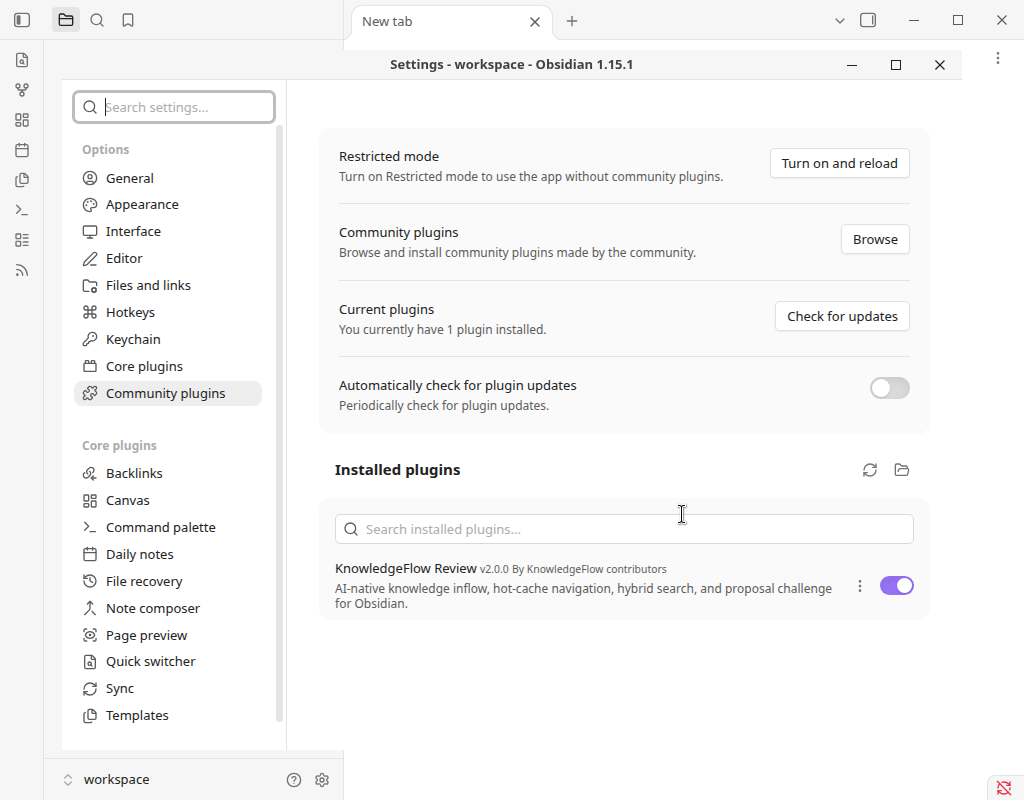 New tab
Settings - workspace - Obsidian 1.15.1
Search settings...
Options
General
Appearance
Interface
Editor
Files and links
Hotkeys
Keychain
Core plugins
Community plugins
Core plugins
Backlinks
Canvas
Command palette
Daily notes
File recovery
Note composer
Page preview
Quick switcher
Sync
Templates
Restricted mode
Turn on Restricted mode to use the app without community plugins.
Turn on and reload
Community plugins
Browse and install community plugins made by the community.
Browse
Current plugins
You currently have 1 plugin installed.
Check for updates
Automatically check for plugin updates
Periodically check for plugin updates.
Installed plugins
Search installed plugins...
KnowledgeFlow Review v2.0.0 By KnowledgeFlow contributors
AI-native knowledge inflow, hot-cache navigation, hybrid search, and proposal challenge
for Obsidian.
workspace